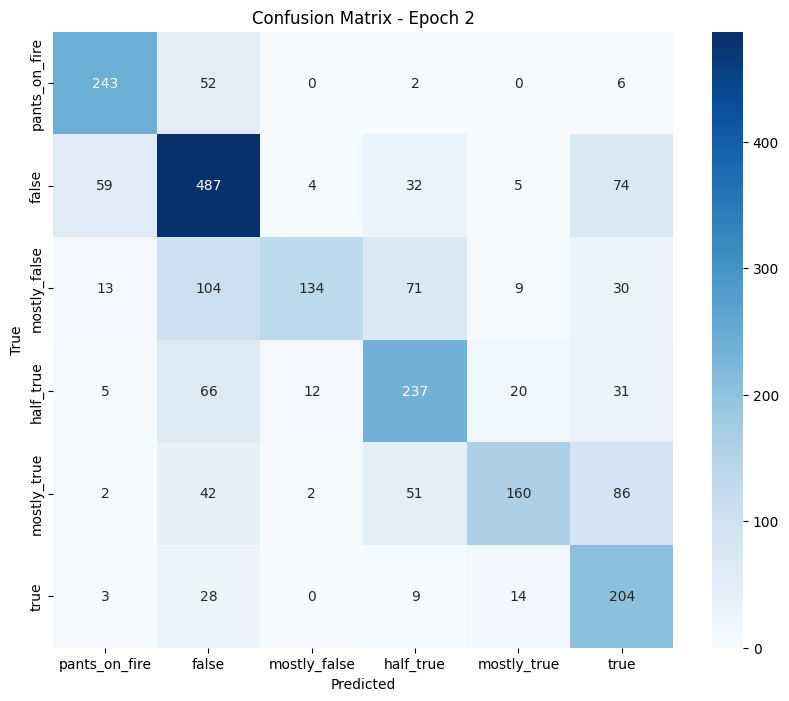 Confusion Matrix - Epoch 2
pants_on_fire 243 52 0 2 0 6
false 59 487 4 32 5 74
mostly_false 13 104 134 71 9 30
half_true 5 66 12 237 20 31
mostly_true 2 42 2 51 160 86
true 3 28 0 9 14 204
True
pants_on_fire false mostly_false half_true mostly_true true
Predicted
400
300
200
100
0